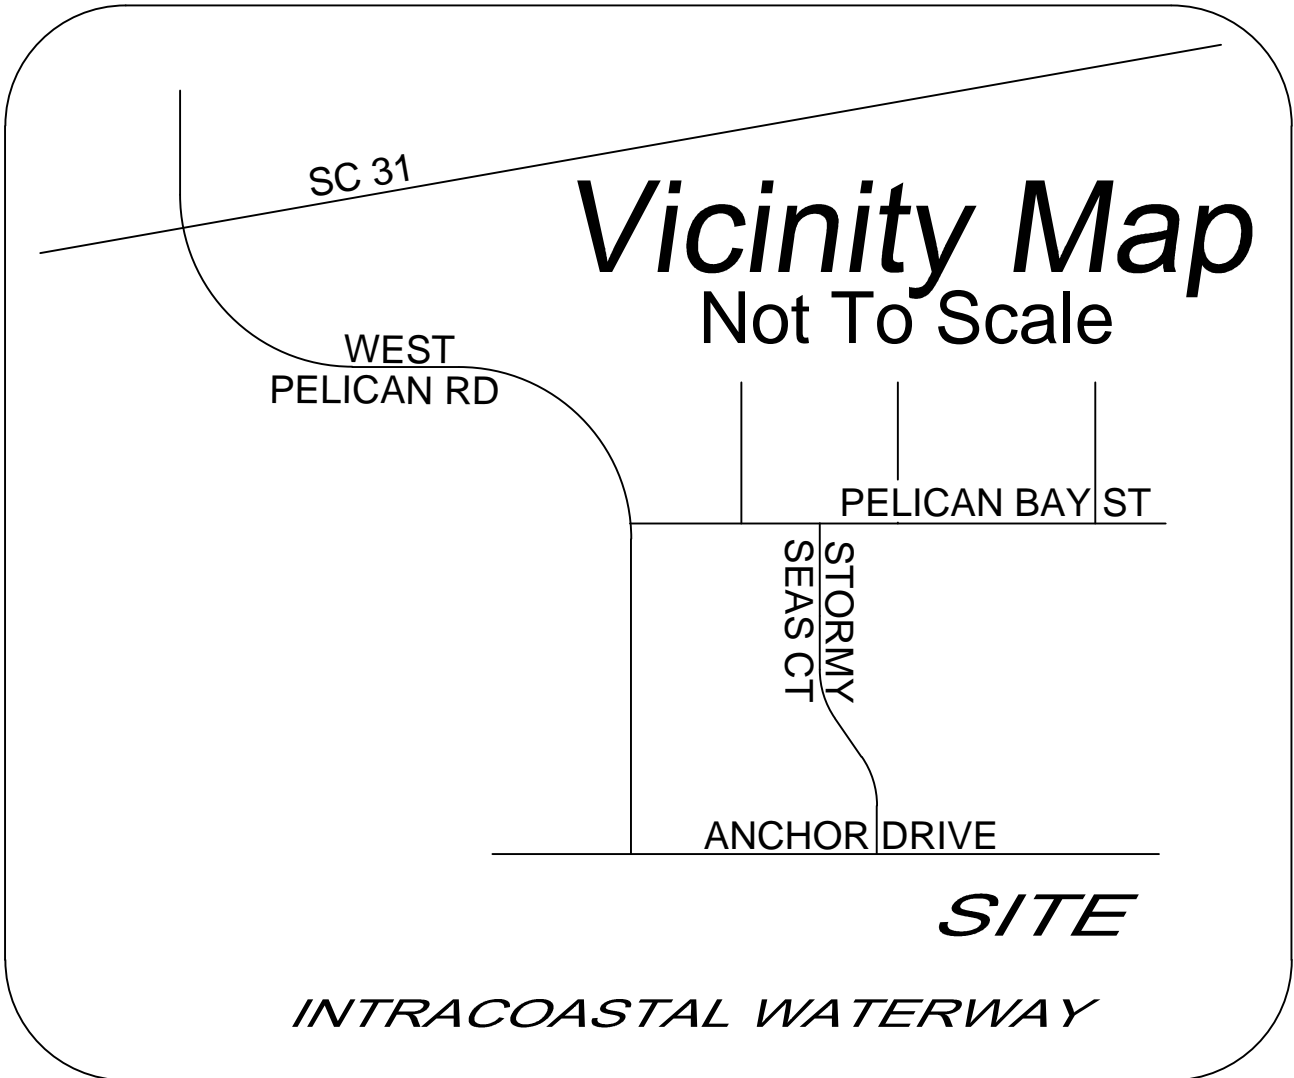 SC 31
Vicinity Map
Not To Scale
WEST
PELICAN RD
PELICAN BAY ST
STORMY
SEAS CT
ANCHOR DRIVE
SITE
INTRACOASTAL WATERWAY